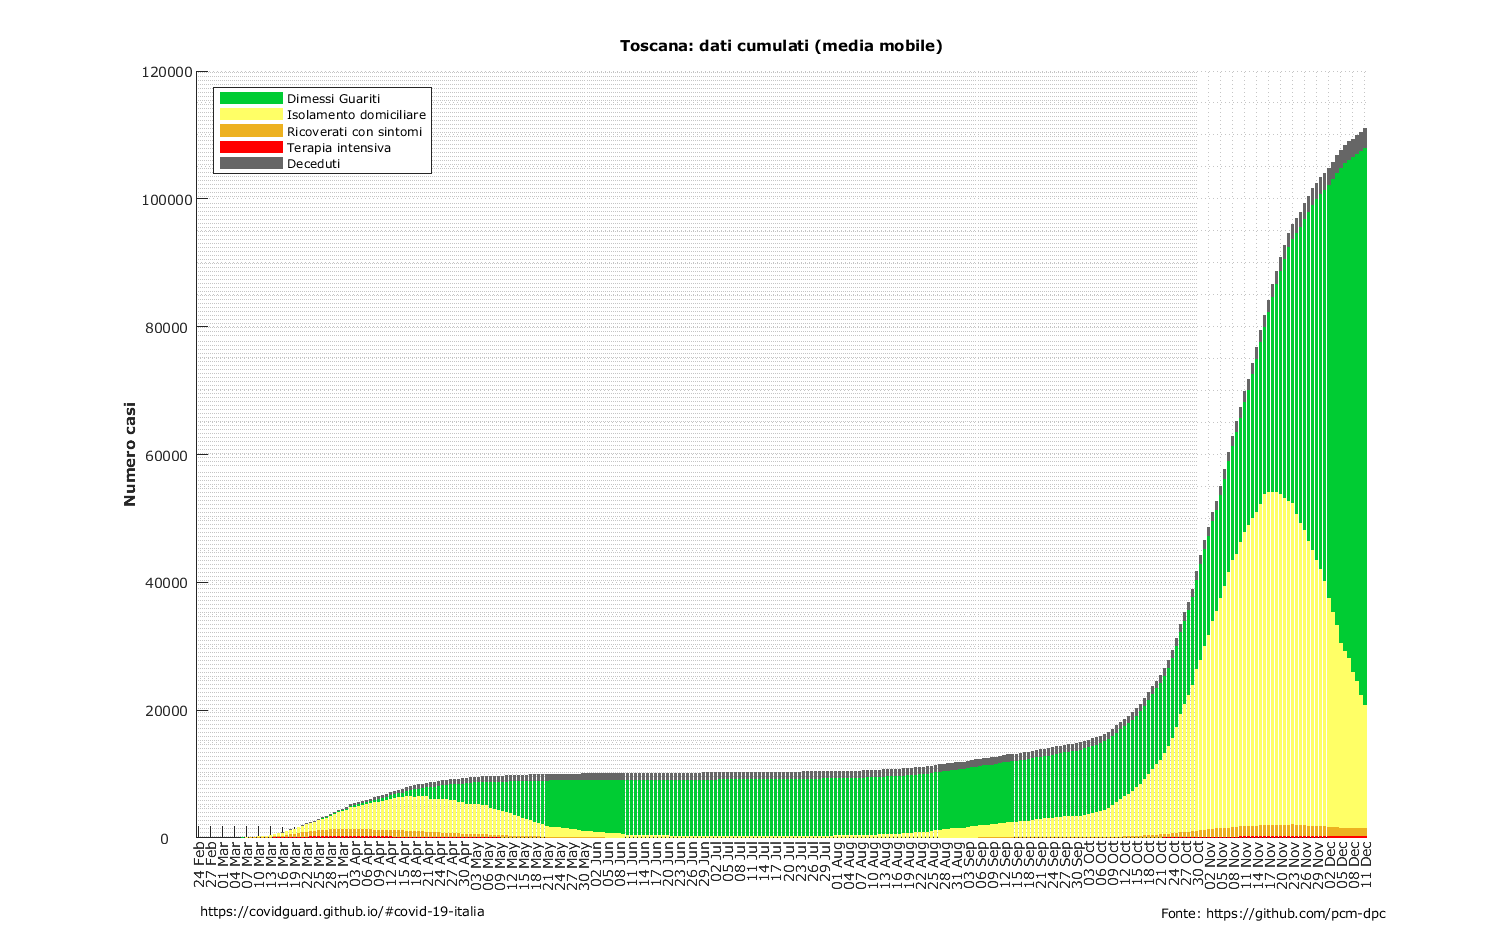 Toscana: dati cumulati (media mobile)
120000
100000
80000
60000
40000
20000
0
Numero casi
Dimessi Guariti
Isolamento domiciliare
Ricoverati con sintomi
Terapia intensiva
Deceduti
24 Feb
27 Feb
01 Mar
04 Mar
07 Mar
10 Mar
13 Mar
16 Mar
19 Mar
22 Mar
25 Mar
28 Mar
31 Mar
03 Apr
06 Apr
09 Apr
12 Apr
15 Apr
18 Apr
21 Apr
24 Apr
27 Apr
30 Apr
03 May
06 May
09 May
12 May
15 May
18 May
21 May
24 May
27 May
30 May
02 Jun
05 Jun
08 Jun
11 Jun
14 Jun
17 Jun
20 Jun
23 Jun
26 Jun
29 Jun
02 Jul
05 Jul
08 Jul
11 Jul
14 Jul
17 Jul
20 Jul
23 Jul
26 Jul
29 Jul
01 Aug
04 Aug
07 Aug
10 Aug
13 Aug
16 Aug
19 Aug
22 Aug
25 Aug
28 Aug
31 Aug
03 Sep
06 Sep
09 Sep
12 Sep
15 Sep
18 Sep
21 Sep
24 Sep
27 Sep
30 Sep
03 Oct
06 Oct
09 Oct
12 Oct
15 Oct
18 Oct
21 Oct
24 Oct
27 Oct
30 Oct
02 Nov
05 Nov
08 Nov
11 Nov
14 Nov
17 Nov
20 Nov
23 Nov
26 Nov
29 Nov
02 Dec
05 Dec
08 Dec
11 Dec
https://covidguard.github.io/#covid-19-italia
Fonte: https://github.com/pcm-dpc